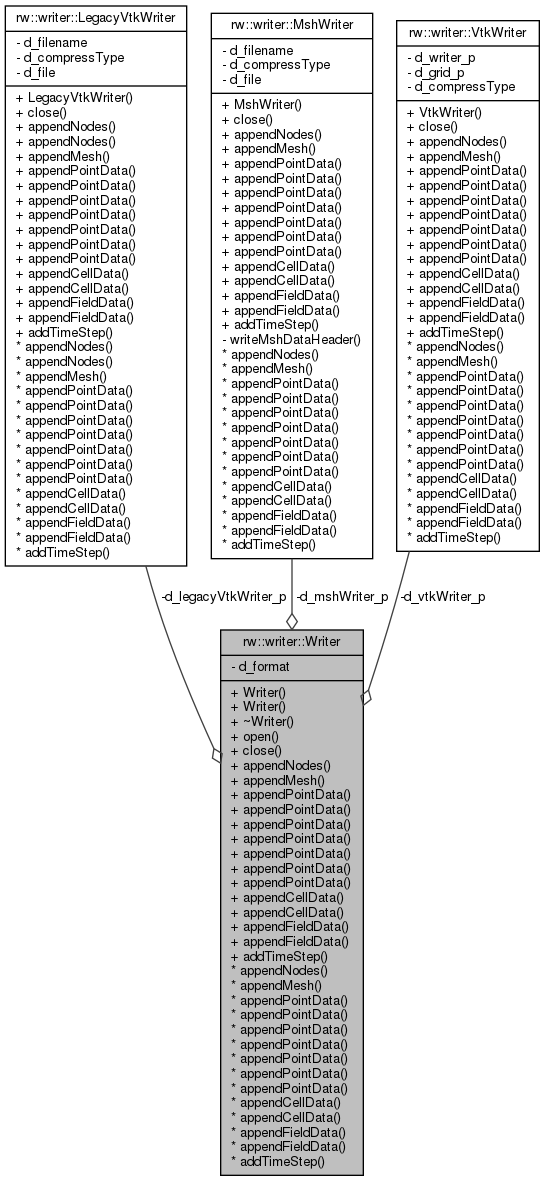 rw::writer::LegacyVtkWriter
- d_filename
- d_compressType
- d_file
+ LegacyVtkWriter()
+ close()
+ appendNodes()
+ appendNodes()
+ appendMesh()
+ appendPointData()
+ appendPointData()
+ appendPointData()
+ appendPointData()
+ appendPointData()
+ appendPointData()
+ appendPointData()
+ appendCellData()
+ appendCellData()
+ appendFieldData()
+ appendFieldData()
+ addTimeStep()
* appendNodes()
* appendNodes()
* appendMesh()
* appendPointData()
* appendPointData()
* appendPointData()
* appendPointData()
* appendPointData()
* appendPointData()
* appendPointData()
* appendCellData()
* appendCellData()
* appendFieldData()
* appendFieldData()
* addTimeStep()
rw::writer::MshWriter
- d_filename
- d_compressType
- d_file
+ MshWriter()
+ close()
+ appendNodes()
+ appendMesh()
+ appendPointData()
+ appendPointData()
+ appendPointData()
+ appendPointData()
+ appendPointData()
+ appendPointData()
+ appendPointData()
+ appendCellData()
+ appendCellData()
+ appendFieldData()
+ appendFieldData()
+ addTimeStep()
- writeMshDataHeader()
* appendNodes()
* appendMesh()
* appendPointData()
* appendPointData()
* appendPointData()
* appendPointData()
* appendPointData()
* appendPointData()
* appendPointData()
* appendCellData()
* appendCellData()
* appendFieldData()
* appendFieldData()
* addTimeStep()
rw::writer::VtkWriter
- d_writer_p
- d_grid_p
- d_compressType
+ VtkWriter()
+ close()
+ appendNodes()
+ appendMesh()
+ appendPointData()
+ appendPointData()
+ appendPointData()
+ appendPointData()
+ appendPointData()
+ appendPointData()
+ appendPointData()
+ appendCellData()
+ appendCellData()
+ appendFieldData()
+ appendFieldData()
+ addTimeStep()
* appendNodes()
* appendMesh()
* appendPointData()
* appendPointData()
* appendPointData()
* appendPointData()
* appendPointData()
* appendPointData()
* appendPointData()
* appendCellData()
* appendCellData()
* appendFieldData()
* appendFieldData()
* addTimeStep()
-d_legacyVtkWriter_p
-d_mshWriter_p
-d_vtkWriter_p
rw::writer::Writer
- d_format
+ Writer()
+ Writer()
+ ~Writer()
+ open()
+ close()
+ appendNodes()
+ appendMesh()
+ appendPointData()
+ appendPointData()
+ appendPointData()
+ appendPointData()
+ appendPointData()
+ appendPointData()
+ appendPointData()
+ appendCellData()
+ appendCellData()
+ appendFieldData()
+ appendFieldData()
+ addTimeStep()
* appendNodes()
* appendMesh()
* appendPointData()
* appendPointData()
* appendPointData()
* appendPointData()
* appendPointData()
* appendPointData()
* appendPointData()
* appendCellData()
* appendCellData()
* appendFieldData()
* appendFieldData()
* addTimeStep()